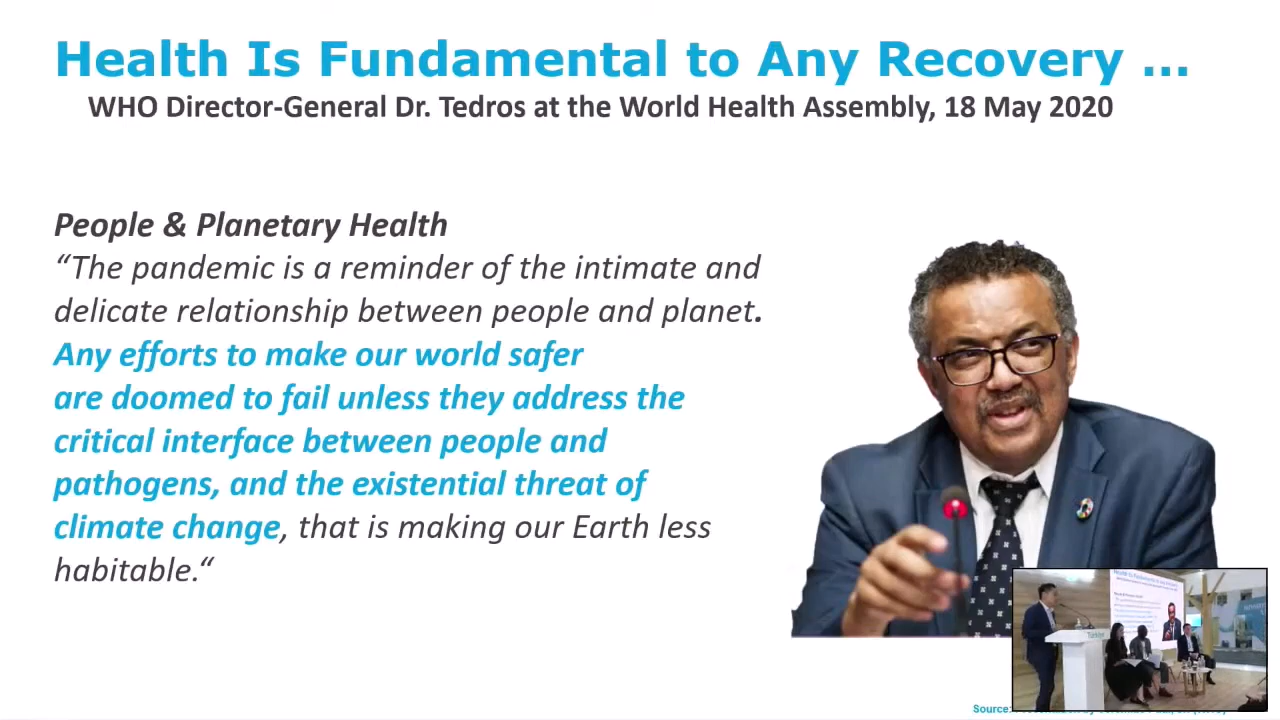 Health Is Fundamental to Any Recovery ...
WHO Director-General Dr. Tedros at the World Health Assembly, 18 May 2020
People & Planetary Health
“The pandemic is a reminder of the intimate and
delicate relationship between people and planet.
Any efforts to make our world safer
are doomed to fail unless they address the
critical interface between people and
pathogens, and the existential threat of
climate change, that is making our Earth less
habitable.“
Türkiye
Source: